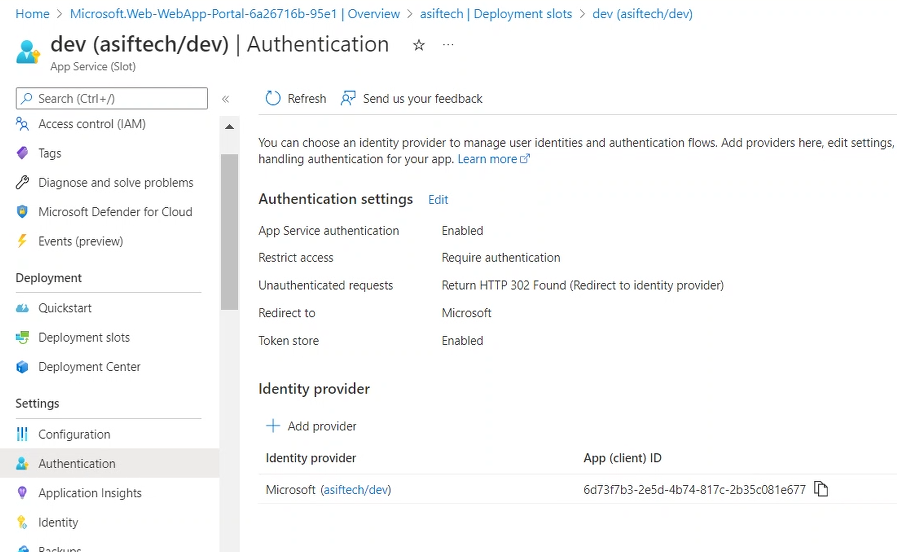 Home > Microsoft.Web-WebApp-Portal-6a26716b-95e1 | Overview > asiftech | Deployment slots > dev (asiftech/dev)
dev (asiftech/dev) | Authentication
App Service (Slot)
Search (Ctrl+/)
Access control (IAM)
Tags
Diagnose and solve problems
Microsoft Defender for Cloud
Events (preview)
Deployment
Quickstart
Deployment slots
Deployment Center
Settings
Configuration
Authentication
Application Insights
Identity
Backups
Refresh Send us your feedback
You can choose an identity provider to manage user identities and authentication flows. Add providers here, edit settings,
handling authentication for your app. Learn more
Authentication settings Edit
App Service authentication Enabled
Restrict access Require authentication
Unauthenticated requests Return HTTP 302 Found (Redirect to identity provider)
Redirect to Microsoft
Token store Enabled
Identity provider
Add provider
Identity provider App (client) ID
Microsoft (asiftech/dev) 6d73f7b3-2e5d-4b74-817c-2b35c081e677